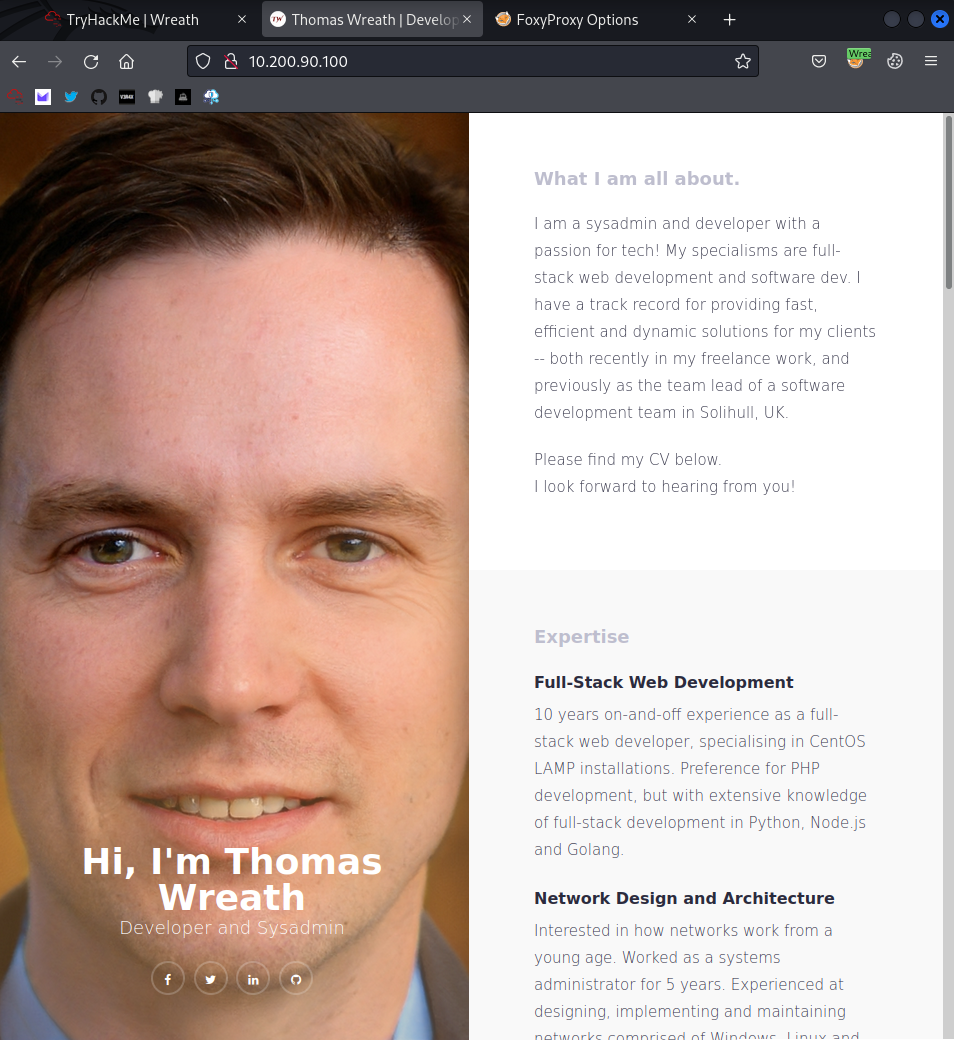 TryHackMe | Wreath
Thomas Wreath | Develop
FoxyProxy Options
10.200.90.100
Wrea
What I am all about.
I am a sysadmin and developer with a
passion for tech! My specialisms are full-
stack web development and software dev. I
have a track record for providing fast,
efficient and dynamic solutions for my clients
-- both recently in my freelance work, and
previously as the team lead of a software
development team in Solihull, UK.
Please find my CV below.
I look forward to hearing from you!
Expertise
Full-Stack Web Development
10 years on-and-off experience as a full-
stack web developer, specialising in CentOS
LAMP installations. Preference for PHP
development, but with extensive knowledge
of full-stack development in Python, Node.js
and Golang.
Network Design and Architecture
Interested in how networks work from a
young age. Worked as a systems
administrator for 5 years. Experienced at
designing, implementing and maintaining
networks comprised of Windows, Linux and
Hi, I'm Thomas
Wreath
Developer and Sysadmin